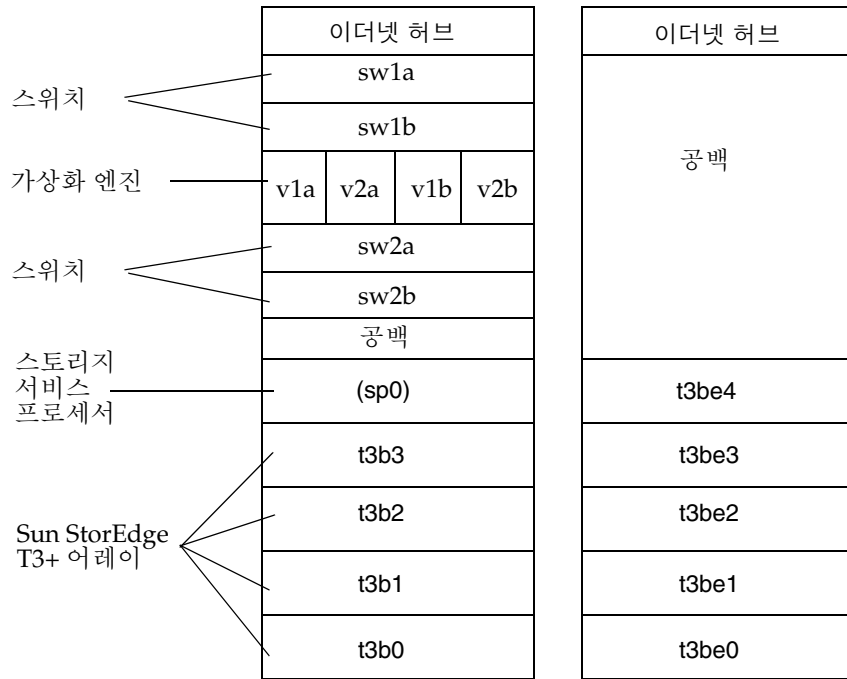 이더넷 허브
이더넷 허브
스위치
sw1a
sw1b
공백
가상화 엔진
v1a
v2a
v1b
v2b
스위치
sw2a
sw2b
공백
스토리지
서비스
프로세서
(sp0)
t3be4
t3b3
t3be3
Sun StorEdge
T3+ 어레이
t3b2
t3be2
t3b1
t3be1
t3b0
t3be0